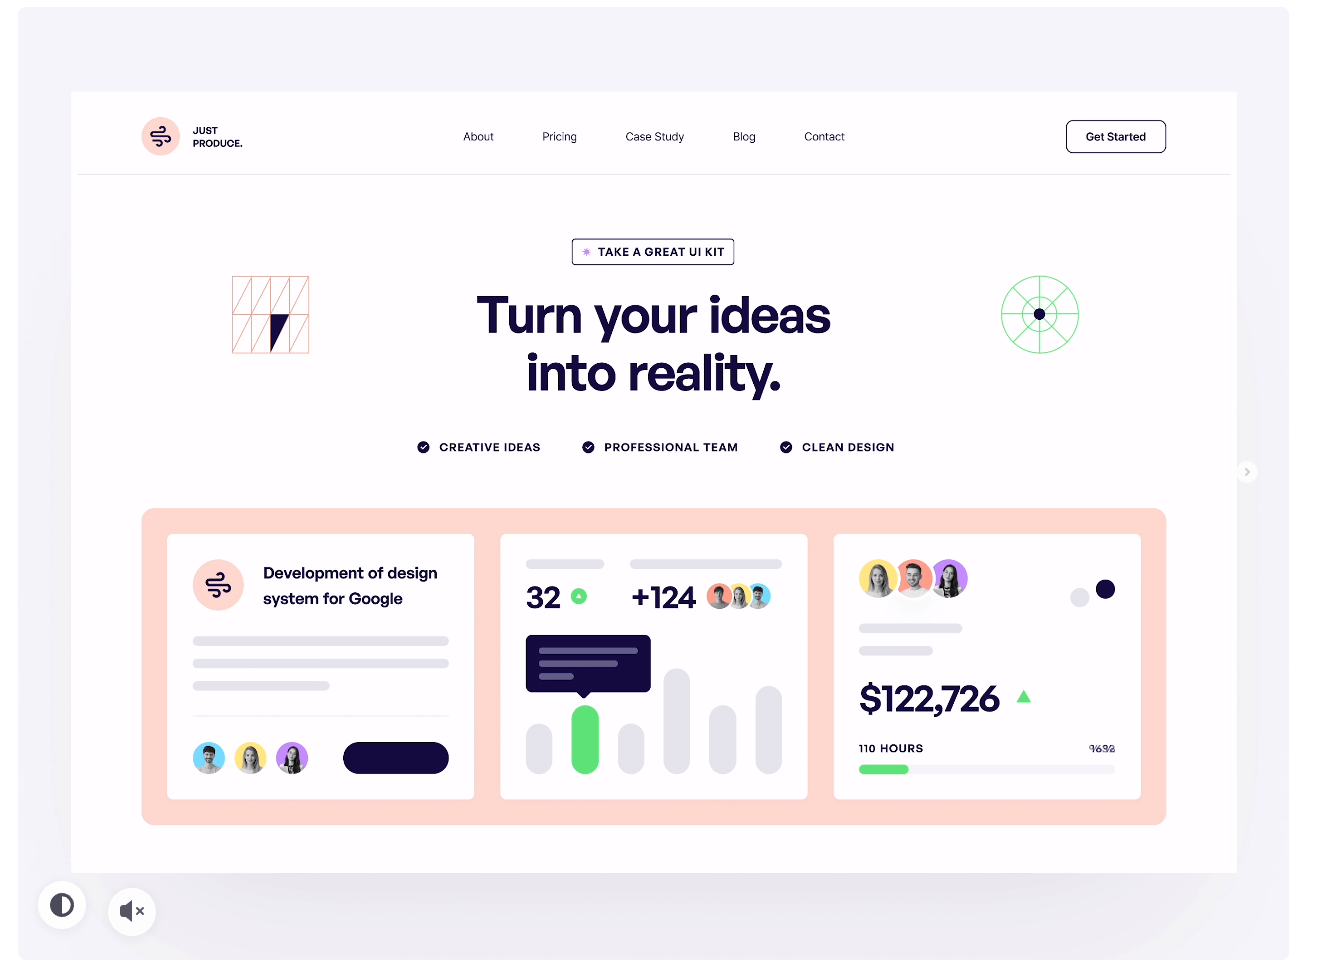 JUST
PRODUCE.
About
Pricing
Case Study
Blog
Contact
Get Started
TAKE A GREAT UI KIT
Turn your ideas
into reality.
CREATIVE IDEAS
PROFESSIONAL TEAM
CLEAN DESIGN
Development of design
system for Google
32
+124
$122,726
110 HOURS